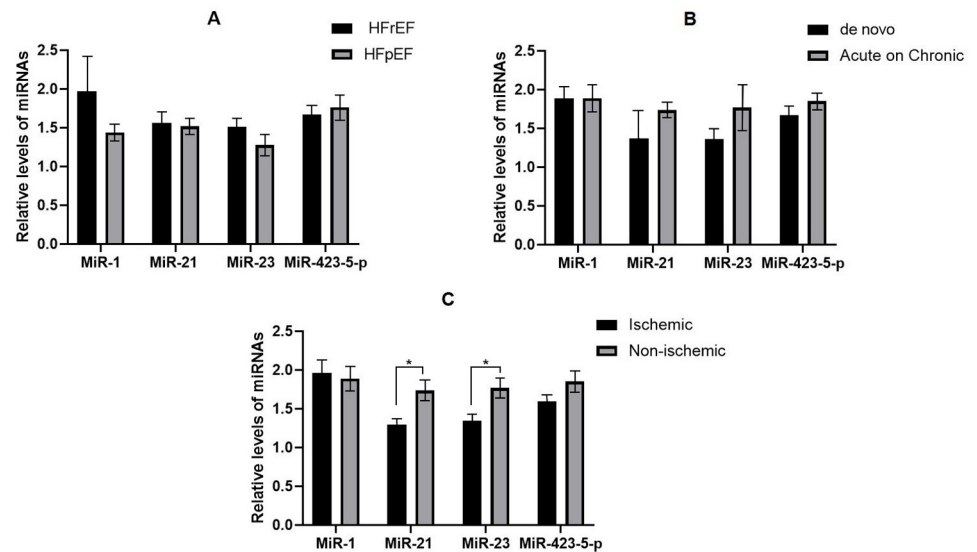 A
HFrEF
HFpEF
Relative levels of miRNAs
2.5
2.0
1.5
1.0
0.5
0.0
MiR-1 MiR-21 MiR-23 MiR-423-5-p
B
de novo
Acute on Chronic
Relative levels of miRNAs
2.5
2.0
1.5
1.0
0.5
0.0
MiR-1 MiR-21 MiR-23 MiR-423-5-p
C
Ischemic
Non-ischemic
Relative levels of miRNAs
2.5
2.0
1.5
1.0
0.5
0.0
* *
MiR-1 MiR-21 MiR-23 MiR-423-5-p